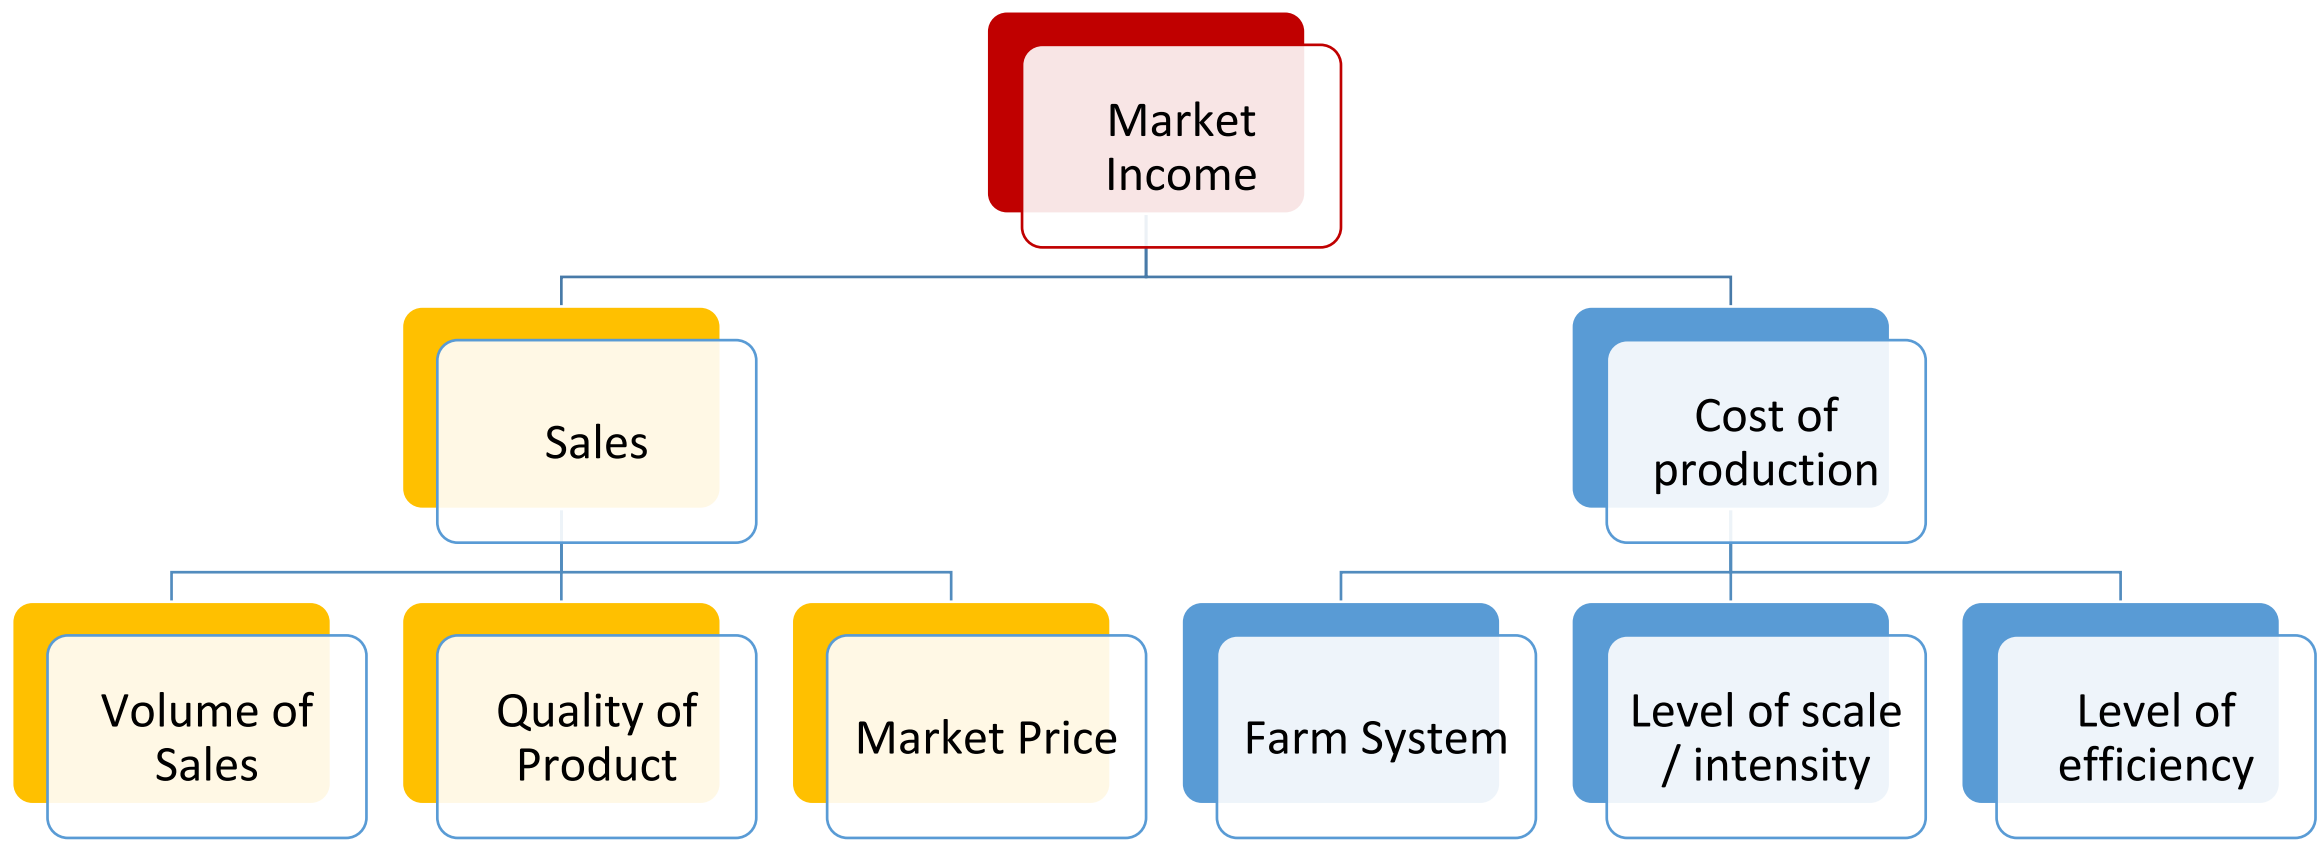 Market
Income
Sales
Cost of
production
Volume of
Sales
Quality of
Product
Market Price
Farm System
Level of scale
/ intensity
Level of
efficiency